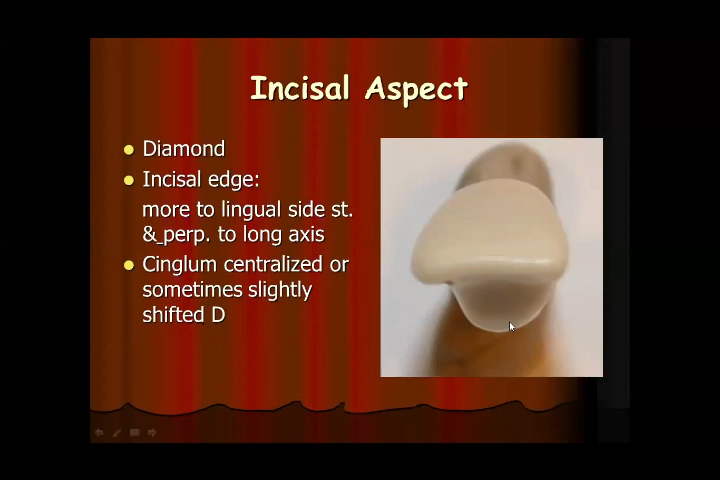 Incisal Aspect
Diamond
Incisal edge:
more to lingual side st.
&_perp. to long axis
Cinglum centralized or
sometimes slightly
shifted D